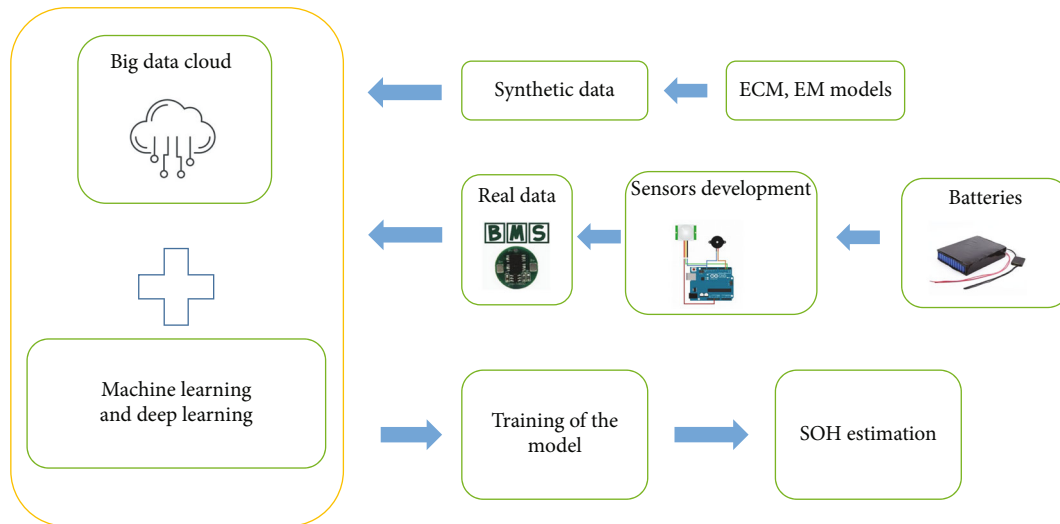 Big data cloud
Synthetic data
ECM, EM models
Real data
BMS
Sensors development
Batteries
Machine learning
and deep learning
Training of the
model
SOH estimation